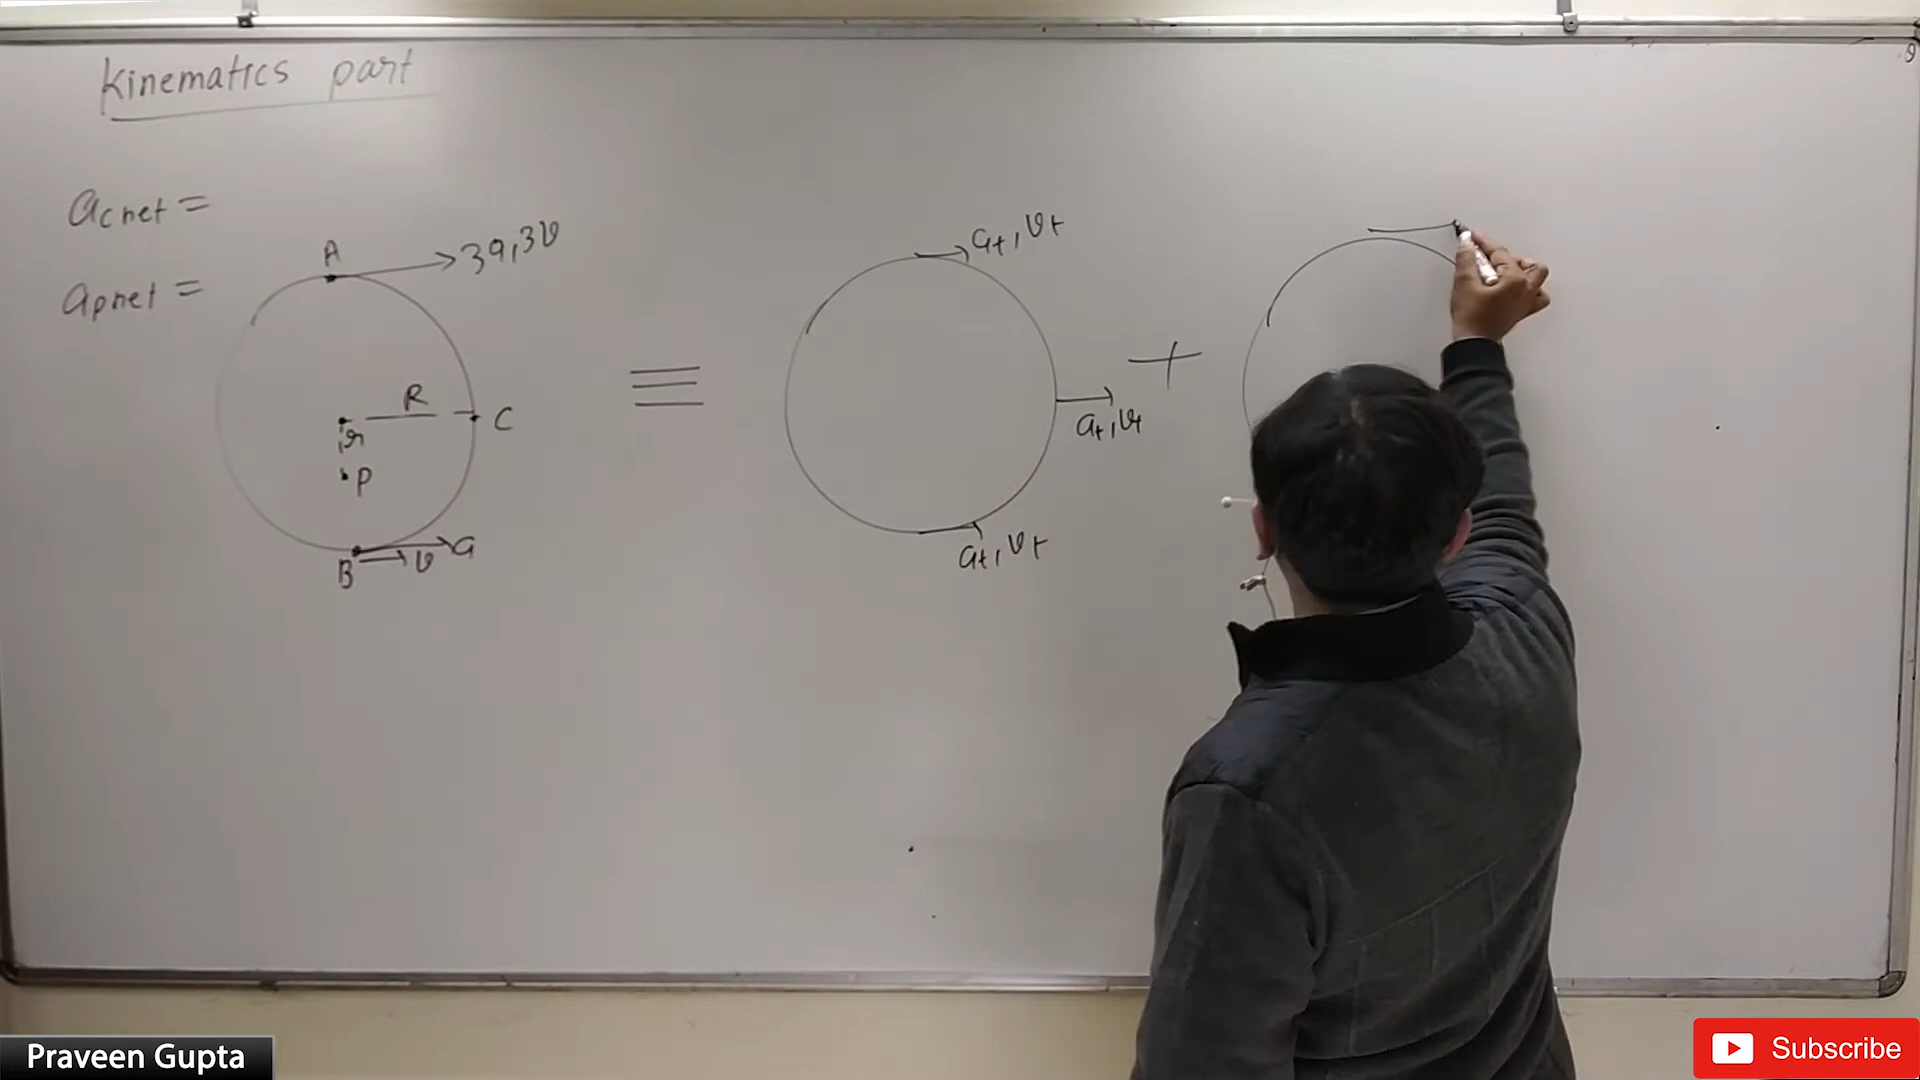 Kinematics part
acnet =
apnet =
A
3a, 3v
R
C
r
P
B
v
a
≡
at, vt
at, vt
at, vt
+
Praveen Gupta
Subscribe